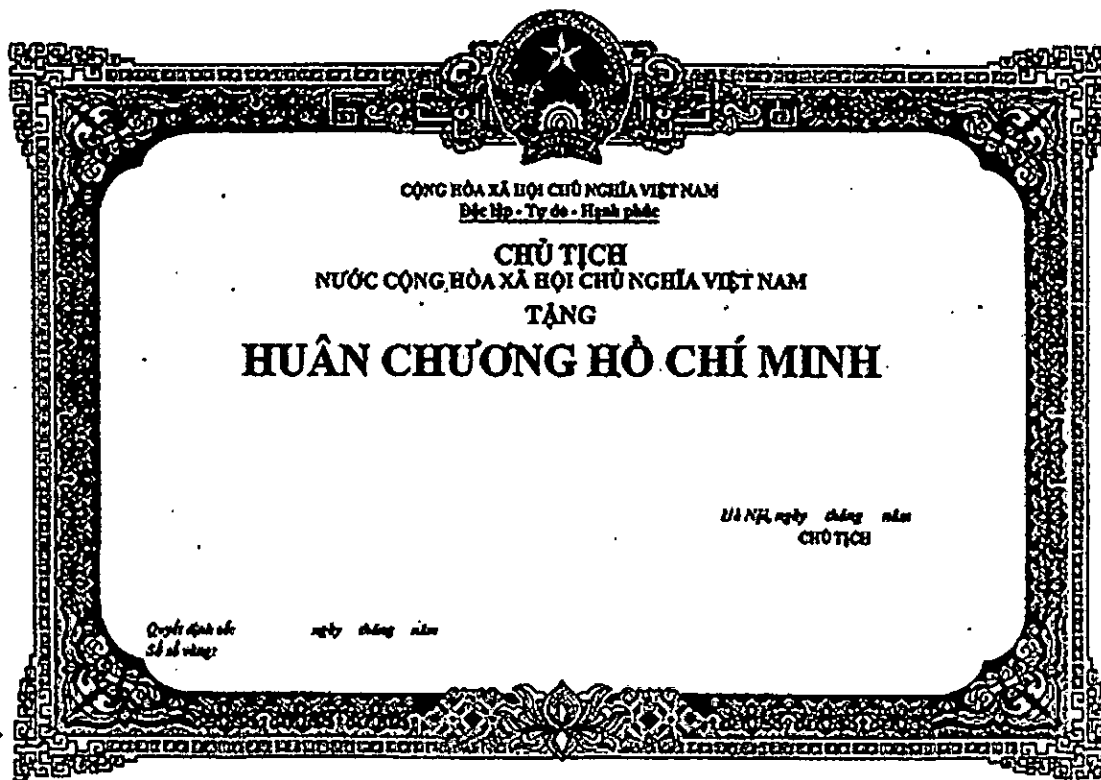 CỘNG HÒA XÃ HỘI CHỦ NGHĨA VIỆT NAM
Độc lập - Tự do - Hạnh phúc
CHỦ TỊCH
NƯỚC CỘNG HÒA XÃ HỘI CHỦ NGHĨA VIỆT NAM
TẶNG
HUÂN CHƯƠNG HỒ CHÍ MINH
Hà Nội, ngày tháng năm
CHỦ TỊCH
Quyết định số: ngày tháng năm
Số sổ vàng: